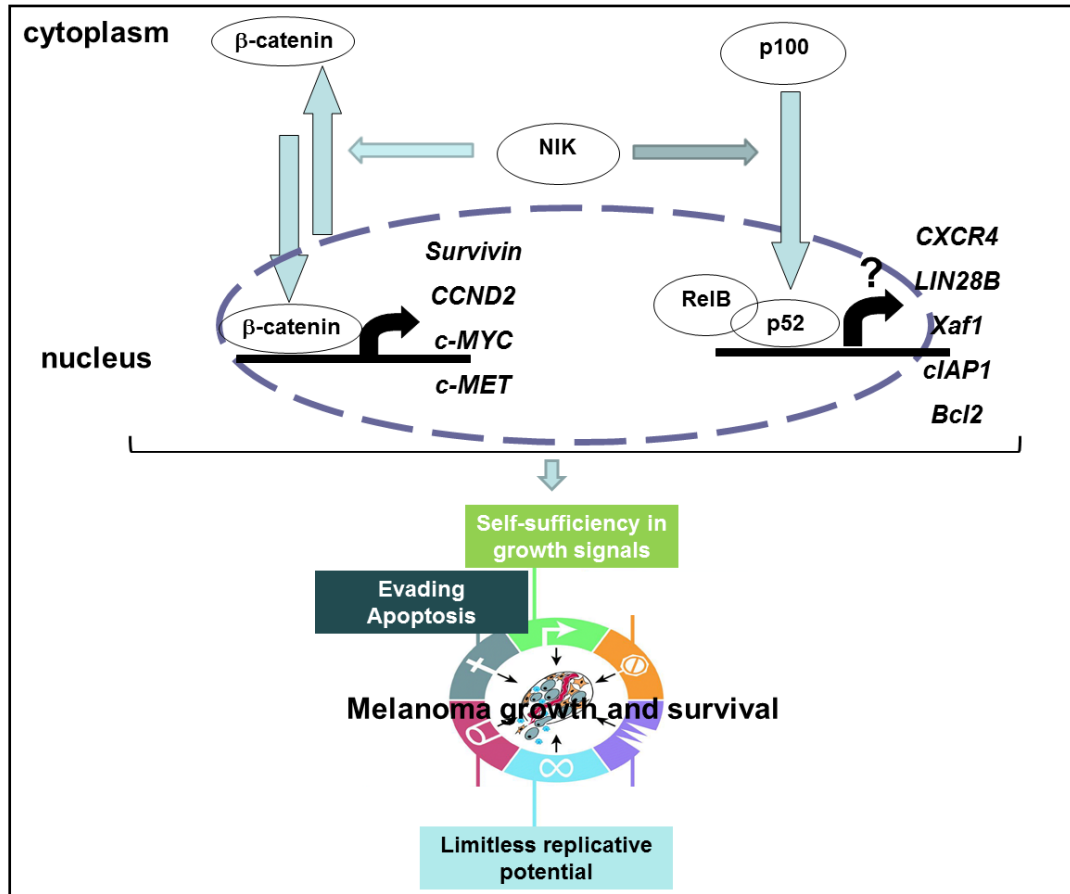 cytoplasm
β-catenin
p100
NIK
Survivin
CCND2
c-MYC
c-MET
β-catenin
RelB
p52
?
CXCR4
LIN28B
Xaf1
cIAP1
Bcl2
nucleus
Self-sufficiency in
growth signals
Evading
Apoptosis
Melanoma growth and survival
∞
Limitless replicative
potential